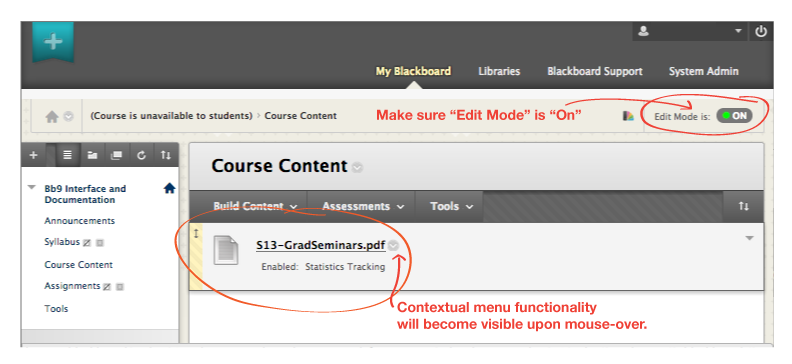 My Blackboard Libraries Blackboard Support System Admin
(Course is unavailable to students) > Course Content
Make sure “Edit Mode” is “On”
Edit Mode is: ON
Course Content
Build Content Assessments Tools
Bb9 Interface and
Documentation
Announcements
Syllabus
Course Content
Assignments
Tools
S13-GradSeminars.pdf
Enabled: Statistics Tracking
Contextual menu functionality
will become visible upon mouse-over.